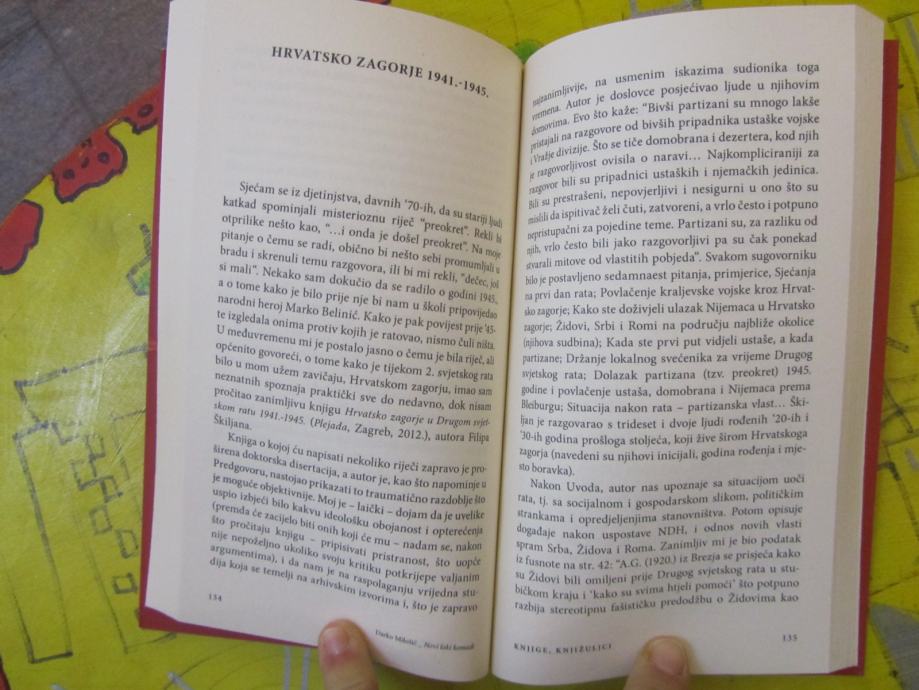 HRVATSKO ZAGORJE 1941.-1945.
Sjećam se iz djetinjstva, davnih '70-ih, da su stariji ljudi
katkad spominjali misterioznu riječ "preokret". Rekli bi
otprilike nešto kao, "…i onda je došel preokret". Na moje
pitanje o čemu se radi, obično bi nešto sebi promumljali u
bradu i skrenuli temu razgovora, ili bi mi rekli, "dečec, još
si mali". Nekako sam dokučio da se radilo o godini 1945.,
a o tome kako je bilo prije nje bi nam u školi pripovijedao
narodni heroj Marko Belinić. Kako je pak povijest prije '45-
te izgledala onima protiv kojih je ratovao, nismo čuli ništa.
U međuvremenu mi je postalo jasno o čemu je bila riječ, ali
općenito govoreći, o tome kako je tijekom 2. svjetskog rata
bilo u mom užem zavičaju, Hrvatskom zagorju, imao sam
neznatnih spoznaja praktički sve do nedavno, dok nisam
pročitao zanimljivu knjigu Hrvatsko zagorje u Drugom svjet-
skom ratu 1941.-1945. (Plejada, Zagreb, 2012.), autora Filipa
Škiljana.
Knjiga o kojoj ću napisati nekoliko riječi zapravo je pro-
širena doktorska disertacija, a autor je, kao što napominje u
Predgovoru, nastojao prikazati to traumatično razdoblje što
je moguće objektivnije. Moj je – laički – dojam da je uvelike
uspio izbjeći bilo kakvu ideološku obojanost i opterećenja
(premda će zacijelo biti onih koji će mu – nadam se, nakon
što pročitaju knjigu – pripisivati pristranost, što uopće
nije nepoželjno ukoliko svoju kritiku potkrijepe valjanim
argumentima), i da nam je na raspolaganju vrijedna stu-
dija koja se temelji na arhivskim izvorima i, što je zapravo
134
Darko Milošić _ Novi laki komadi
najzanimljivije, na usmenim iskazima sudionika toga
vremena. Autor je doslovce posjećivao ljude u njihovim
domovima. Evo što kaže: "Bivši partizani su mnogo lakše
pristajali na razgovore od bivših pripadnika ustaške vojske
i Vražje divizije. Što se tiče domobrana i dezertera, kod njih
je razgovorljivost ovisila o naravi… Najkompliciraniji za
razgovor bili su pripadnici ustaških i njemačkih jedinica.
Bili su prestrašeni, nepovjerljivi i nesigurni u ono što su
mislili da ispitivač želi čuti, zatvoreni, a vrlo često i potpuno
nepristupačni za pojedine teme. Partizani su, za razliku od
njih, vrlo često bili jako razgovorljivi pa su čak ponekad
stvarali mitove od vlastitih pobjeda". Svakom sugovorniku
bilo je postavljeno sedamnaest pitanja, primjerice, Sjećanja
na prvi dan rata; Povlačenje kraljevske vojske kroz Hrvat-
sko zagorje; Kako ste doživjeli ulazak Nijemaca u Hrvatsko
zagorje; Židovi, Srbi i Romi na području najbliže okolice
(njihova sudbina); Kada ste prvi put vidjeli ustaše, a kada
partizane; Držanje lokalnog svećenika za vrijeme Drugog
svjetskog rata; Dolazak partizana (tzv. preokret) 1945.
godine i povlačenje ustaša, domobrana i Nijemaca prema
Bleiburgu; Situacija nakon rata – partizanska vlast… Ški-
ljan je razgovarao s trideset i dvoje ljudi rođenih '20-ih i
'30-ih godina prošloga stoljeća, koji žive širom Hrvatskoga
zagorja (navedeni su njihovi inicijali, godina rođenja i mje-
sto boravka).
Nakon Uvoda, autor nas upoznaje sa situacijom uoči
rata, tj. sa socijalnom i gospodarskom slikom, političkim
strankama i opredjeljenjima stanovništva. Potom opisuje
događaje nakon uspostave NDH, i odnos novih vlasti
spram Srba, Židova i Roma. Zanimljiv mi je bio podatak
iz fusnote na str. 42: "A.G. (1920.) iz Brezja se prisjeća kako
su Židovi bili omiljeni prije Drugog svjetskog rata u stu-
bičkom kraju i 'kako su svima htjeli pomoći' što potpuno
razbija stereotipnu fašističku predodžbu o Židovima kao
KNJIGE, KNJIŽULICI
135